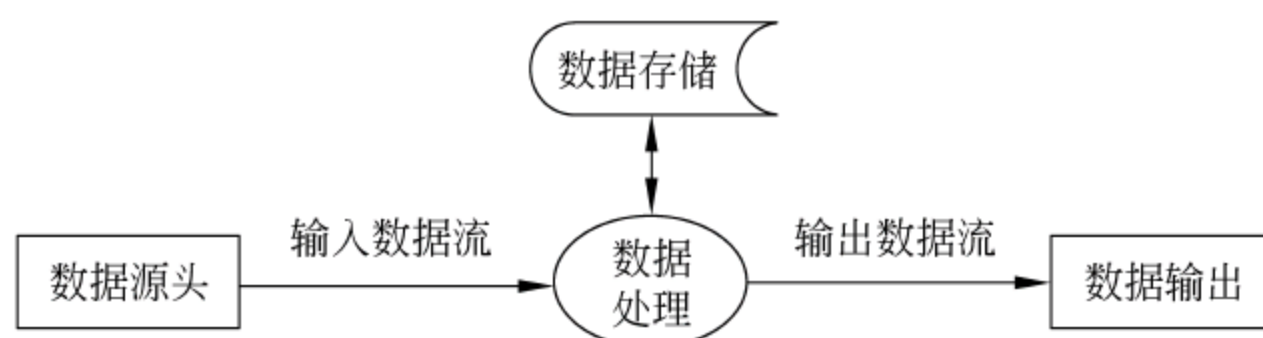 数据存储
输入数据流
输出数据流
数据源头
数据
处理
数据输出